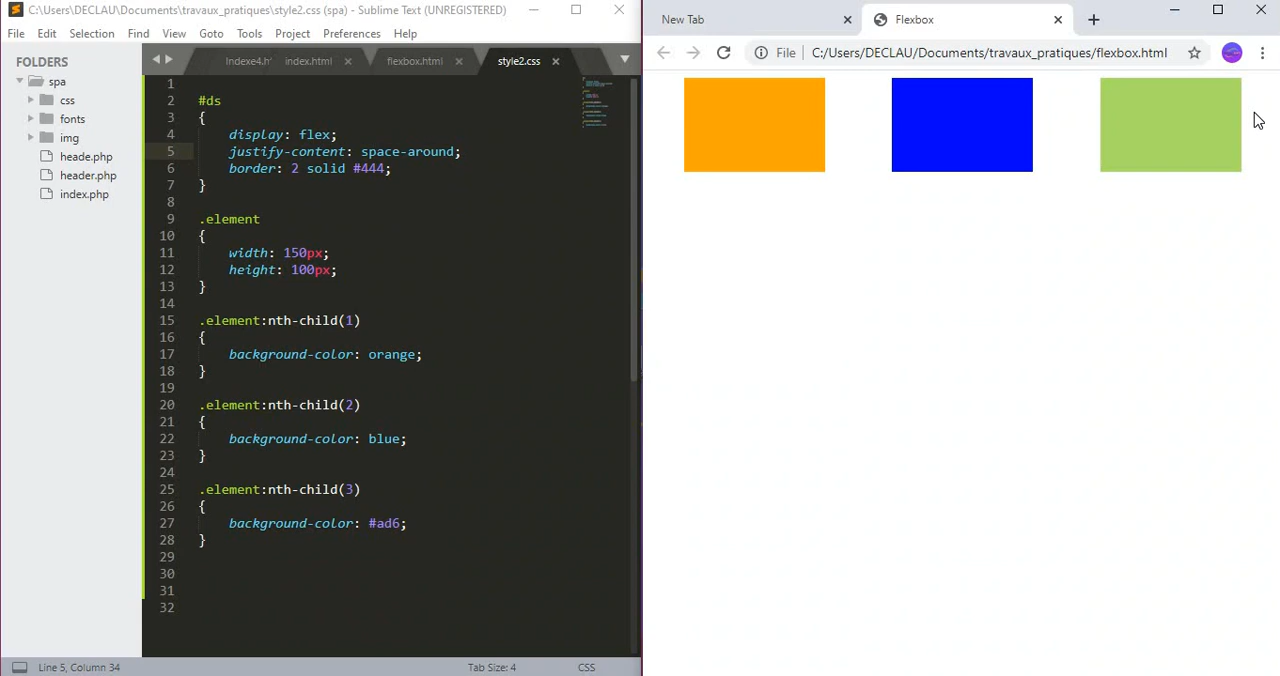 C:\Users\DECLAU\Documents\travaux_pratiques\style2.css (spa) - Sublime Text (UNREGISTERED)
File Edit Selection Find View Goto Tools Project Preferences Help
FOLDERS
spa
css
fonts
img
heade.php
header.php
index.php
Indexe4.h
index.html
flexbox.html
style2.css
1
2 #ds
3 {
4 display: flex;
5 justify-content: space-around;
6 border: 2 solid #444;
7 }
8
9 .element
10 {
11 width: 150px;
12 height: 100px;
13 }
14
15 .element:nth-child(1)
16 {
17 background-color: orange;
18 }
19
20 .element:nth-child(2)
21 {
22 background-color: blue;
23 }
24
25 .element:nth-child(3)
26 {
27 background-color: #ad6;
28 }
29
30
31
32
Line 5, Column 34 Tab Size: 4 CSS
New Tab
Flexbox
File C:/Users/DECLAU/Documents/travaux_pratiques/flexbox.html